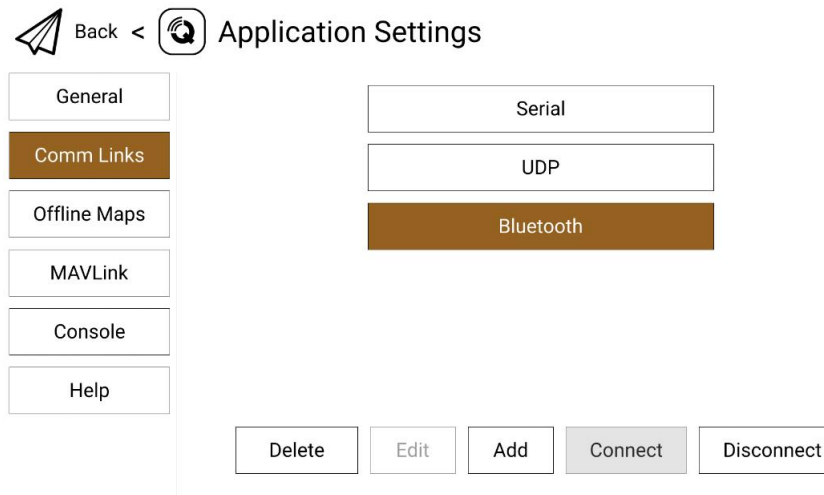 Back < Application Settings
General
Comm Links
Offline Maps
MAVLink
Console
Help
Serial
UDP
Bluetooth
Delete Edit Add Connect Disconnect